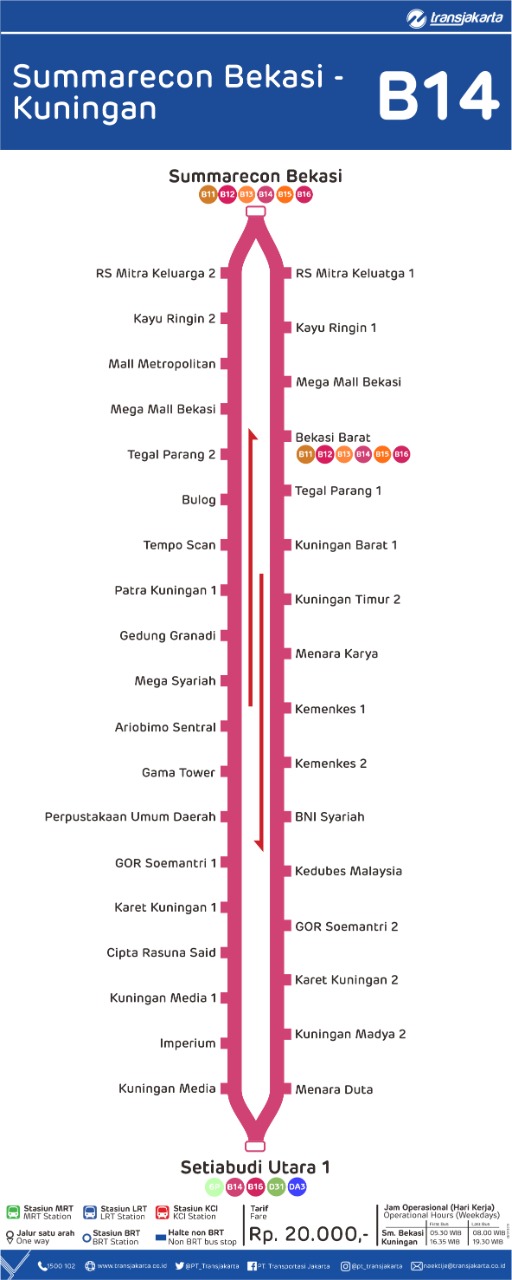 transjakarta
Summarecon Bekasi -
Kuningan
B14
Summarecon Bekasi
B11 B12 B13 B14 B15 B16
RS Mitra Keluarga 2
RS Mitra Keluatga 1
Kayu Ringin 2
Kayu Ringin 1
Mall Metropolitan
Mega Mall Bekasi
Mega Mall Bekasi
Bekasi Barat
B11 B12 B13 B14 B15 B16
Tegal Parang 2
Tegal Parang 1
Bulog
Tempo Scan
Kuningan Barat 1
Patra Kuningan 1
Kuningan Timur 2
Gedung Granadi
Menara Karya
Mega Syariah
Kemenkes 1
Ariobimo Sentral
Kemenkes 2
Gama Tower
Perpustakaan Umum Daerah
BNI Syariah
GOR Soemantri 1
Kedubes Malaysia
Karet Kuningan 1
GOR Soemantri 2
Cipta Rasuna Said
Karet Kuningan 2
Kuningan Media 1
Kuningan Madya 2
Imperium
Kuningan Media
Menara Duta
Setiabudi Utara 1
B14 B16 D31 DA3
Stasiun MRT
MRT Station
Stasiun LRT
LRT Station
Stasiun KCI
KCI Station
Jalur satu arah
One way
Stasiun BRT
BRT Station
Halte non BRT
Non BRT bus stop
Tarif
Fare
Rp. 20.000,-
Jam Operasional (Hari Kerja)
Operational Hours (Weekdays)
First Bus
Last Bus
Sm. Bekasi 05.30 WIB 08.00 WIB
Kuningan 16.35 WIB 19.30 WIB
1500 102
www.transjakarta.co.id
@PT_Transjakarta
PT Transportasi Jakarta
@pt_transjakarta
naektije@transjakarta.co.id